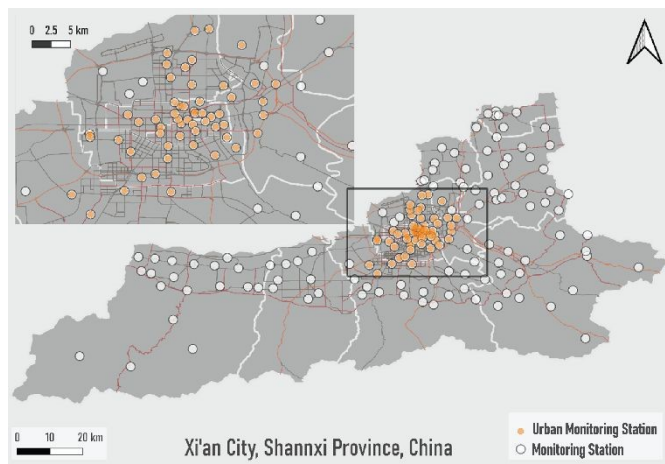 0 2.5 5 km
0 10 20 km
Xi'an City, Shannxi Province, China
Urban Monitoring Station
Monitoring Station